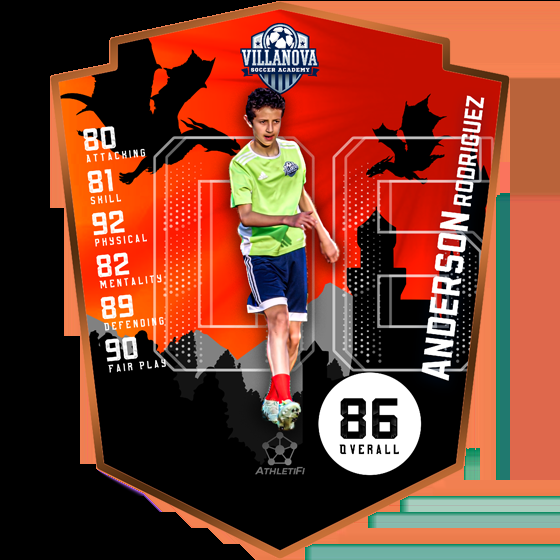 VILLANOVA
SOCCER ACADEMY
80
ATTACKING
81
SKILL
92
PHYSICAL
82
MENTALITY
89
DEFENDING
90
FAIR PLAY
ANDERSON RODRIGUEZ
86
OVERALL
ATHLETIFI